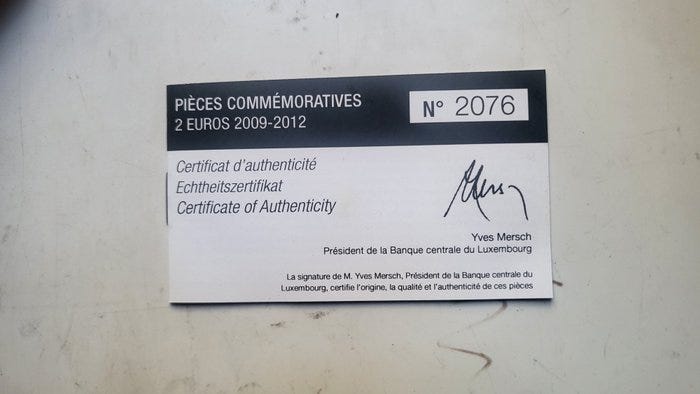 PIÈCES COMMÉMORATIVES
2 EUROS 2009-2012
N° 2076
Certificat d'authenticité
Echtheitszertifikat
Certificate of Authenticity
Yves Mersch
Président de la Banque centrale du Luxembourg
La signature de M. Yves Mersch, Président de la Banque centrale du
Luxembourg, certifie l'origine, la qualité et l'authenticité de ces pièces